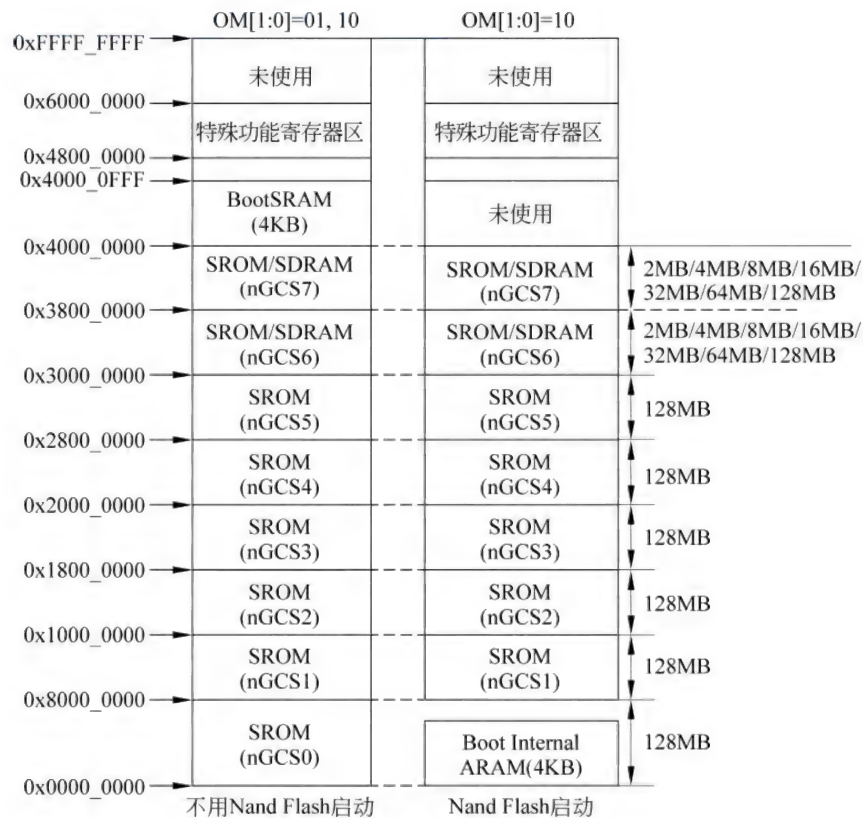 OM[1:0]=01, 10 OM[1:0]=10
0xFFFF_FFFF
未使用 未使用
0x6000_0000
特殊功能寄存器区 特殊功能寄存器区
0x4800_0000
0x4000_0FFF
BootSRAM
(4KB) 未使用
0x4000_0000
SROM/SDRAM SROM/SDRAM 2MB/4MB/8MB/16MB/
(nGCS7) (nGCS7) 32MB/64MB/128MB
0x3800_0000
SROM/SDRAM SROM/SDRAM 2MB/4MB/8MB/16MB/
(nGCS6) (nGCS6) 32MB/64MB/128MB
0x3000_0000
SROM SROM
(nGCS5) (nGCS5) 128MB
0x2800_0000
SROM SROM
(nGCS4) (nGCS4) 128MB
0x2000_0000
SROM SROM
(nGCS3) (nGCS3) 128MB
0x1800_0000
SROM SROM
(nGCS2) (nGCS2) 128MB
0x1000_0000
SROM SROM
(nGCS1) (nGCS1) 128MB
0x8000_0000
SROM Boot Internal 128MB
(nGCS0) ARAM(4KB)
0x0000_0000
不用Nand Flash启动 Nand Flash启动